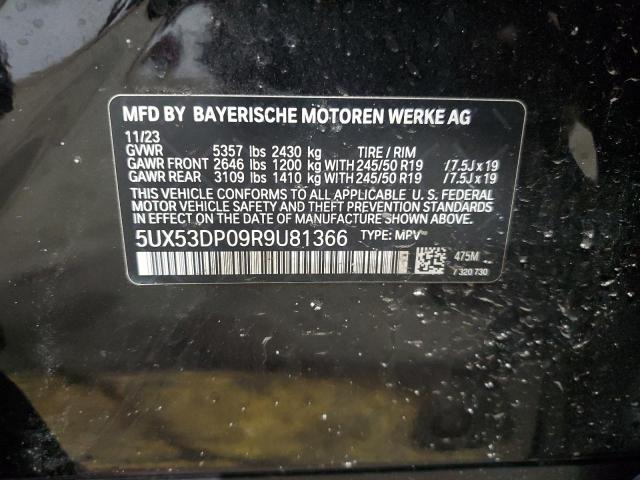 MFD BY BAYERISCHE MOTOREN WERKE AG
11/23
GVWR 5357 lbs 2430 kg TIRE / RIM
GAWR FRONT 2646 lbs 1200 kg WITH 245/50 R19 /7.5J x 19
GAWR REAR 3109 lbs 1410 kg WITH 245/50 R19 /7.5J x 19
THIS VEHICLE CONFORMS TO ALL APPLICABLE U. S. FEDERAL
MOTOR VEHICLE SAFETY AND THEFT PREVENTION STANDARDS
IN EFFECT ON THE DATE OF MANUFACTURE SHOWN ABOVE.
5UX53DP09R9U81366 TYPE: MPV
475M
7 320 730